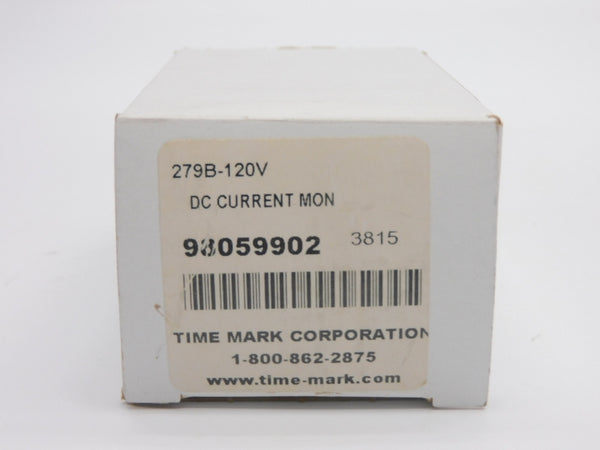 279B-120V
DC CURRENT MON
98059902 3815
TIME MARK CORPORATION
1-800-862-2875
www.time-mark.com